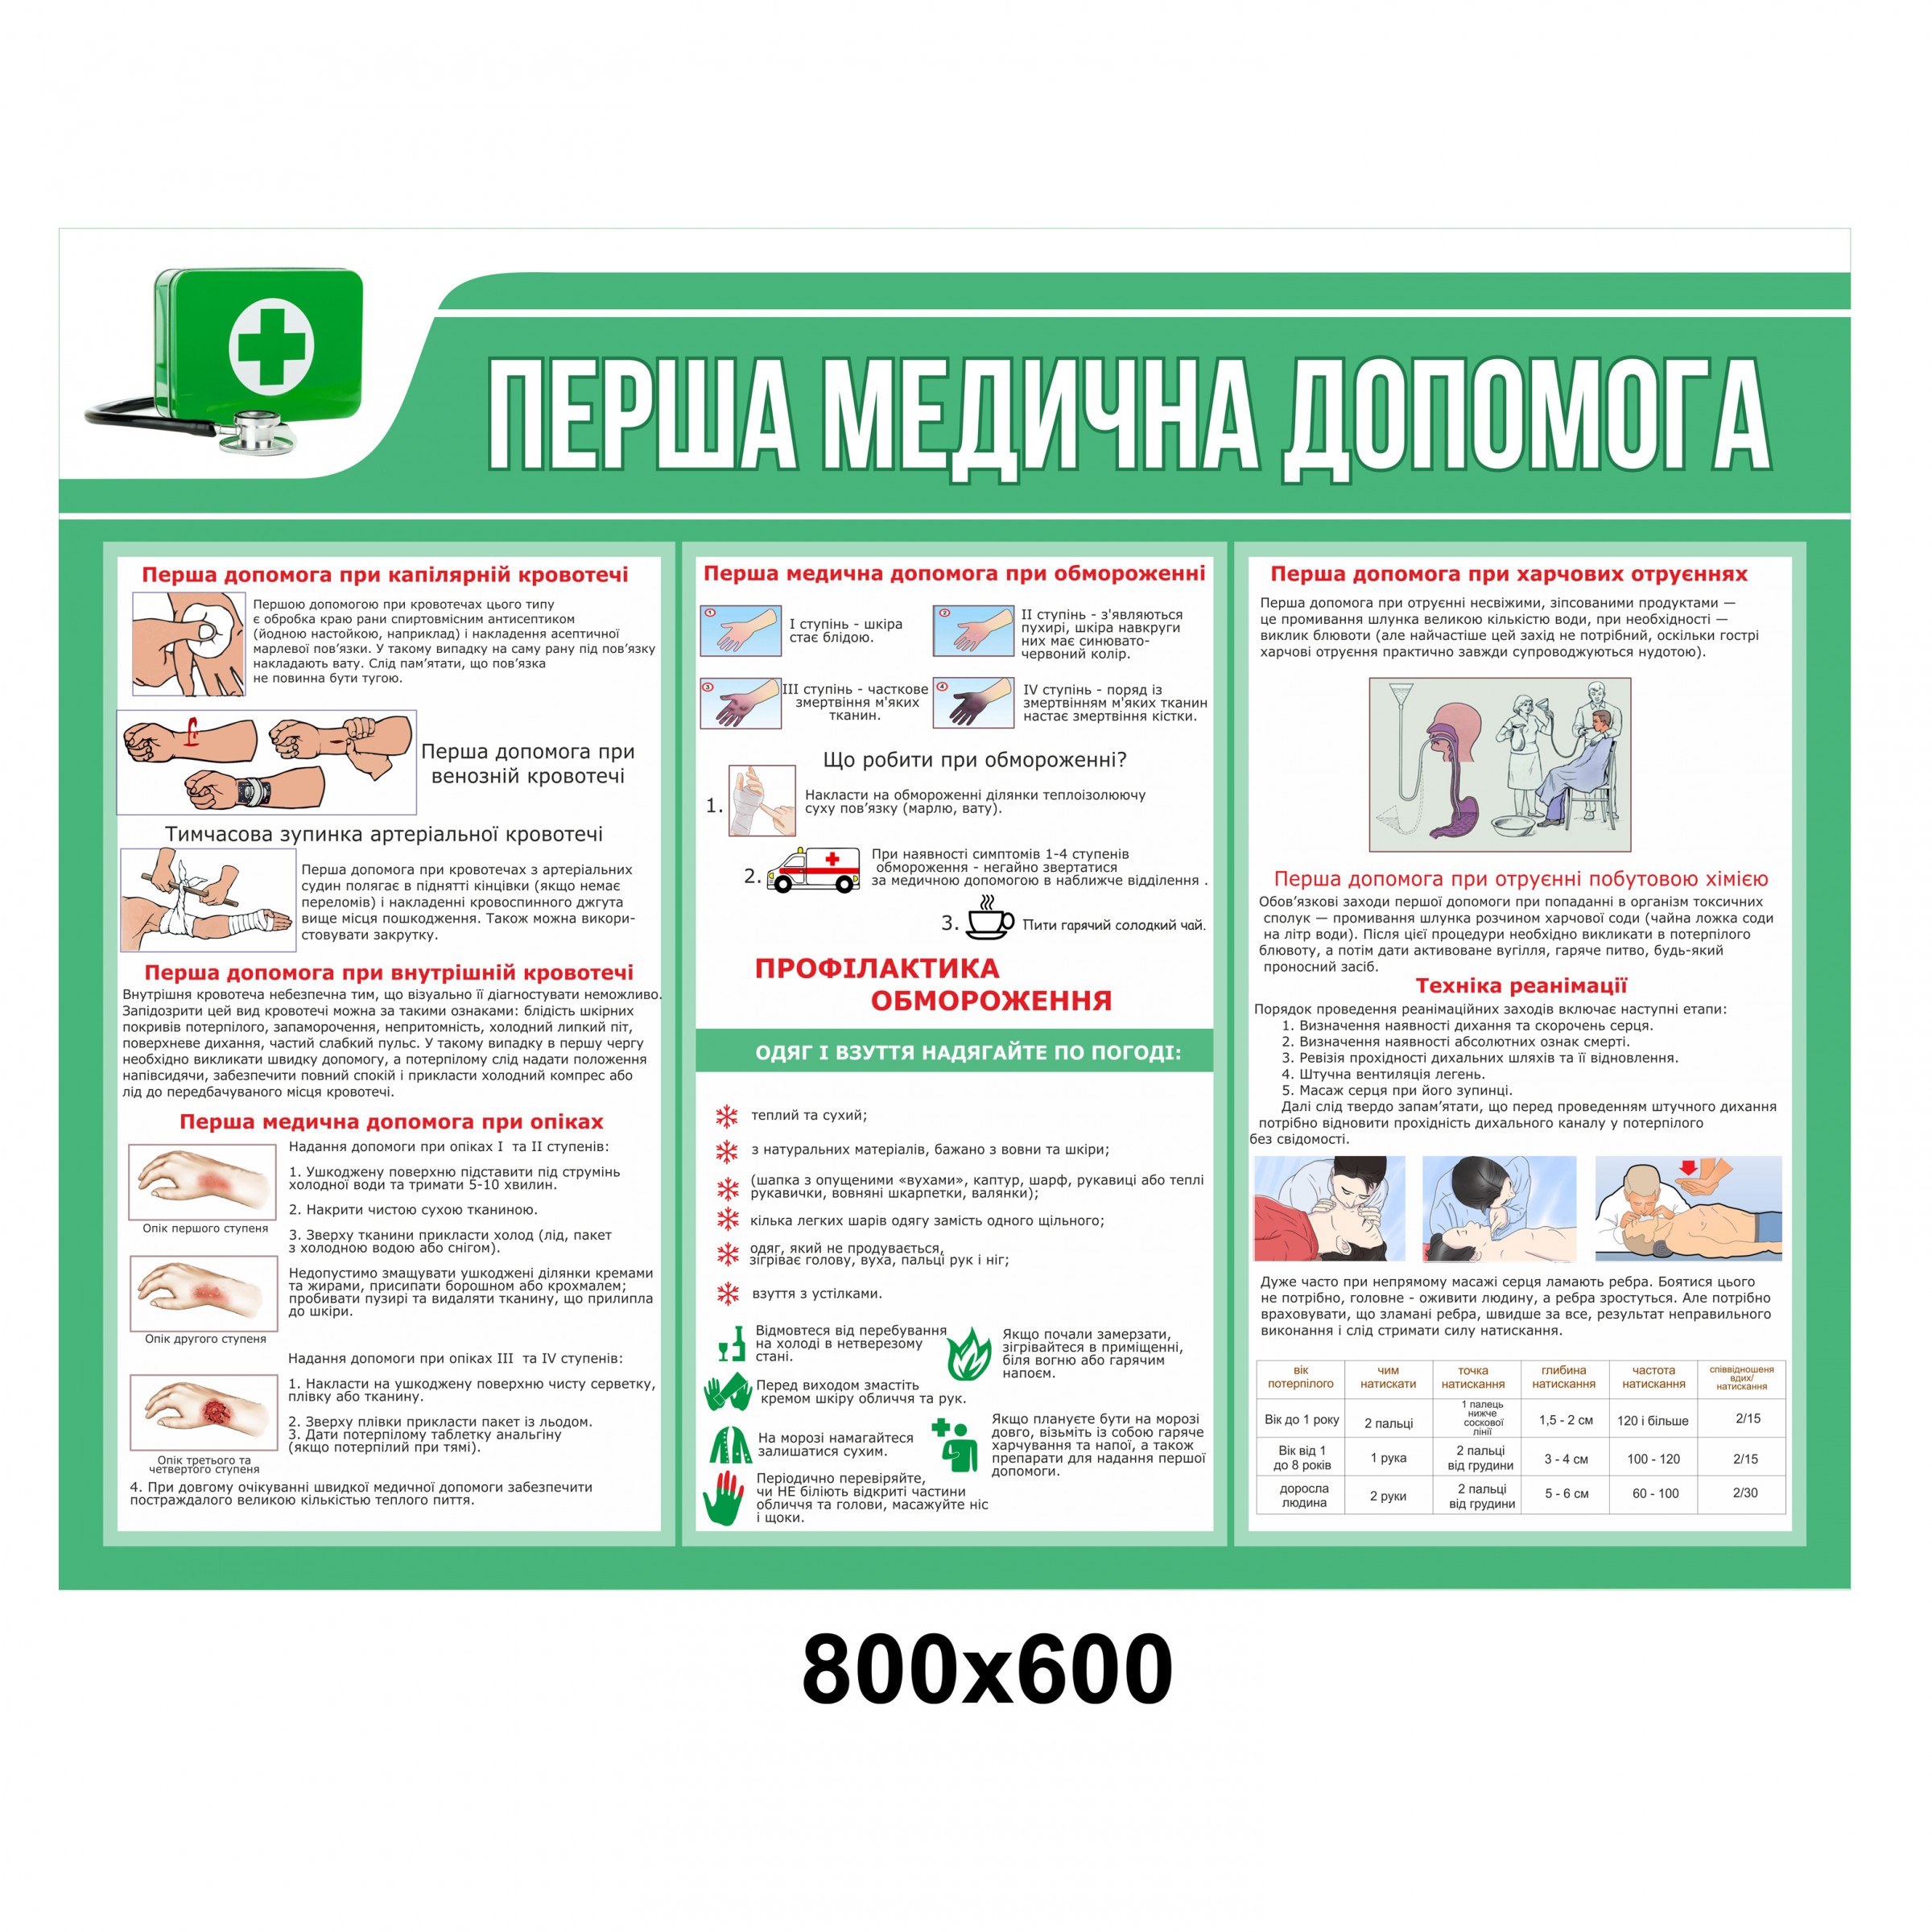 ПЕРША МЕДИЧНА ДОПОМОГА
Перша допомога при капілярній кровотечі
Першою допомогою при кровотечах цього типу
є обробка краю рани спиртовмісним антисептиком
(йодною настойкою, наприклад) і накладення асептичної
марлевої пов’язки. У такому випадку на саму рану під пов’язку
накладають вату. Слід пам’ятати, що пов’язка
не повинна бути тугою.
Перша допомога при
венозній кровотечі
Тимчасова зупинка артеріальної кровотечі
Перша допомога при кровотечах з артеріальних
судин полягає в піднятті кінцівки (якщо немає
переломів) і накладенні кровоспинного джгута
вище місця пошкодження. Також можна викори-
стовувати закрутку.
Перша допомога при внутрішній кровотечі
Внутрішня кровотеча небезпечна тим, що візуально її діагностувати неможливо.
Запідозрити цей вид кровотечі можна за такими ознаками: блідість шкірних
покривів потерпілого, запаморочення, непритомність, холодний липкий піт,
поверхневе дихання, частий слабкий пульс. У такому випадку в першу чергу
необхідно викликати швидку допомогу, а потерпілому слід надати положення
напівсидячи, забезпечити повний спокій і прикласти холодний компрес або
лід до передбачуваного місця кровотечі.
Перша медична допомога при опіках
Надання допомоги при опіках I та II ступенів:
1. Ушкоджену поверхню підставити під струмінь
холодної води та тримати 5-10 хвилин.
2. Накрити чистою сухою тканиною.
Опік першого ступеня
3. Зверху тканини прикласти холод (лід, пакет
з холодною водою або снігом).
Недопустимо змащувати ушкоджені ділянки кремами
та жирами, присипати борошном або крохмалем;
пробивати пузирі та видаляти тканину, що прилипла
до шкіри.
Опік другого ступеня
Надання допомоги при опіках III та IV ступенів:
1. Накласти на ушкоджену поверхню чисту серветку,
плівку або тканину.
2. Зверху плівки прикласти пакет із льодом.
3. Дати потерпілому таблетку анальгіну
(якщо потерпілий при тямі).
Опік третього та
четвертого ступеня
4. При довгому очікуванні швидкої медичної допомоги забезпечити
постраждалого великою кількістью теплого пиття.
Перша медична допомога при обмороженні
1
I ступінь - шкіра
стає блідою.
2
II ступінь - з'являються
пухирі, шкіра навкруги
них має синювато-
червоний колір.
3
III ступінь - часткове
змертвіння м'яких
тканин.
4
IV ступінь - поряд із
змертвінням м'яких тканин
настає змертвіння кістки.
Що робити при обмороженні?
1.
Накласти на обмороженні ділянки теплоізолюючу
суху пов’язку (марлю, вату).
2.
При наявності симптомів 1-4 ступенів
обмороження - негайно звертатися
за медичною допомогою в наближче відділення .
3.
Пити гарячий солодкий чай.
ПРОФІЛАКТИКА
ОБМОРОЖЕННЯ
ОДЯГ І ВЗУТТЯ НАДЯГАЙТЕ ПО ПОГОДІ:
теплий та сухий;
з натуральних матеріалів, бажано з вовни та шкіри;
(шапка з опущеними «вухами», каптур, шарф, рукавиці або теплі
рукавички, вовняні шкарпетки, валянки);
кілька легких шарів одягу замість одного щільного;
одяг, який не продувається,
зігріває голову, вуха, пальці рук і ніг;
взуття з устілками.
Відмовтеся від перебування
на холоді в нетверезому
стані.
Якщо почали замерзати,
зігрівайтеся в приміщенні,
біля вогню або гарячим
напоєм.
Перед виходом змастіть
кремом шкіру обличчя та рук.
На морозі намагайтеся
залишатися сухим.
Якщо плануєте бути на морозі
довго, візьміть із собою гаряче
харчування та напої, а також
препарати для надання першої
допомоги.
Періодично перевіряйте,
чи НЕ біліють відкриті частини
обличчя та голови, масажуйте ніс
і щоки.
Перша допомога при харчових отруєннях
Перша допомога при отруєнні несвіжими, зіпсованими продуктами —
це промивання шлунка великою кількістю води, при необхідності —
виклик блювоти (але найчастіше цей захід не потрібний, оскільки гострі
харчові отруєння практично завжди супроводжуються нудотою).
Перша допомога при отруєнні побутовою хімією
Обов’язкові заходи першої допомоги при попаданні в організм токсичних
сполук — промивання шлунка розчином харчової соди (чайна ложка соди
на літр води). Після цієї процедури необхідно викликати в потерпілого
блювоту, а потім дати активоване вугілля, гаряче питво, будь-який
проносний засіб.
Техніка реанімації
Порядок проведення реанімаційних заходів включає наступні етапи:
1. Визначення наявності дихання та скорочень серця.
2. Визначення наявності абсолютних ознак смерті.
3. Ревізія прохідності дихальних шляхів та її відновлення.
4. Штучна вентиляція легень.
5. Масаж серця при його зупинці.
Далі слід твердо запам’ятати, що перед проведенням штучного дихання
потрібно відновити прохідність дихального каналу у потерпілого
без свідомості.
Дуже часто при непрямому масажі серця ламають ребра. Боятися цього
не потрібно, головне - оживити людину, а ребра зростуться. Але потрібно
враховувати, що зламані ребра, швидше за все, результат неправильного
виконання і слід стримати силу натискання.
вік потерпілого чим натискати точка натискання глибина натискання частота натискання співвідношеня вдих/ натискання
Вік до 1 року 2 пальці 1 палець нижче соскової лінії 1,5 - 2 см 120 і більше 2/15
Вік від 1 до 8 років 1 рука 2 пальці від грудини 3 - 4 см 100 - 120 2/15
доросла людина 2 руки 2 пальці від грудини 5 - 6 см 60 - 100 2/30
800x600